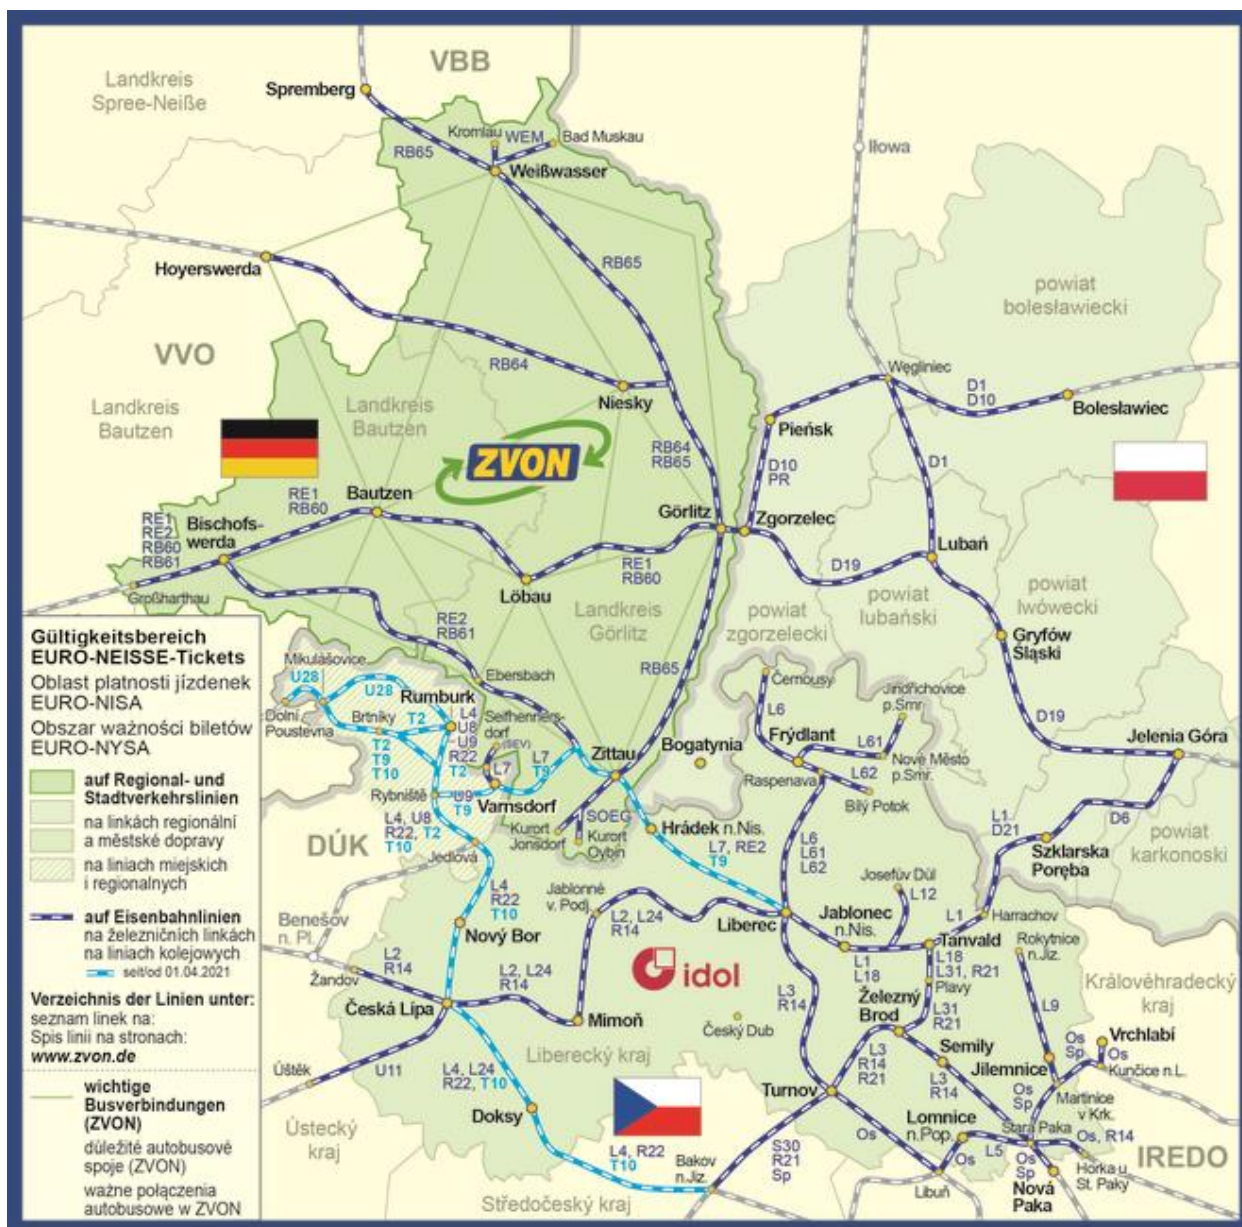 VBB
Landkreis
Spree-Neiße
Spremberg
Kromlau
WEM
Bad Muskau
RB65
Weißwasser
Iłowa
Hoyerswerda
RB65
powiat
bolesławiecki
VVO
RB64
Węgliniec
D1
D10
Bolesławiec
Niesky
Landkreis
Bautzen
Landkreis
Bautzen
Pieńsk
ZVON
RB64
RB65
D10
PR
D1
RE1
RB60
Bautzen
Görlitz
Zgorzelec
RE1
RE2
RB60
RB61
Bischofs-
werda
Lubań
RE1
RB60
D19
Großharthau
Löbau
Landkreis
Görlitz
powiat
zgorzelecki
powiat
lubański
powiat
lwówecki
RE2
RB61
Gryfów
Śląski
Gültigkeitsbereich
EURO-NEISSE-Tickets
Oblast platnosti jízdenek
EURO-NISA
Obszar ważności biletów
EURO-NYSA
auf Regional- und
Stadtverkehrslinien
na linkách regionální
a městské dopravy
na liniach miejskich
i regionalnych
auf Eisenbahnlinien
na železničních linkách
na liniach kolejowych
seit/od 01.04.2021
Verzeichnis der Linien unter:
seznam linek na:
Spis linii na stronach:
www.zvon.de
wichtige
Busverbindungen
(ZVON)
důležité autobusové
spoje (ZVON)
ważne połączenia
autobusowe w ZVON
Mikulášovice
U28
U28
Rumburk
Ebersbach
RB65
Černousy
Jindřichovice
p.Smr.
Dolní
Poustevna
Brtníky
T2
L4
U8
U9
R22
T2
Seifhenners-
dorf
(SEV)
L6
D19
T2
T9
T10
L7
L7
T9
Zittau
Bogatynia
Frýdlant
L61
Nové Město
p.Smr.
Jelenia Góra
Rybniště
U9
T9
Varnsdorf
Raspenava
L62
Bílý Potok
L4, U8
R22, T2
T10
SOEG
Kurort
Jonsdorf
Kurort
Oybin
Hrádek n.Nis.
L7, RE2
T9
L6
L61
L62
L1
D21
D6
Szklarska
Poręba
powiat
karkonoski
DÚK
Jedlová
Josefův Důl
L12
L4
R22
T10
Jablonné
v. Podj.
L2, L24
R14
Liberec
Jablonec
n.Nis.
L1
Harrachov
Benešov
n. Pl.
Nový Bor
Tanvald
Rokytnice
n.Jiz.
L2
R14
L2, L24
R14
idol
L1
L18
L18
L31, R21
Plavy
Královéhradecký
kraj
Žandov
Česká Lípa
Mimoň
L3
R14
Železný
Brod
L31
R21
L9
Český Dub
Liberecký kraj
Semily
Os
Sp
Vrchlabí
Os
Úštěk
U11
L4, L24
R22, T10
L3
R14
R21
L3
R14
Jilemnice
Kunčice n.L.
Turnov
Os
Sp
Martinice
v Krk.
Doksy
Lomnice
n.Pop.
Stará Paka
Os, R14
Ústecký
kraj
Os
L5
IREDO
L4, R22
T10
Bakov
n.Jiz.
S30
R21
Sp
Os
Os
Sp
Horka u
St. Paky
Libuň
Nová
Paka
Středočeský kraj